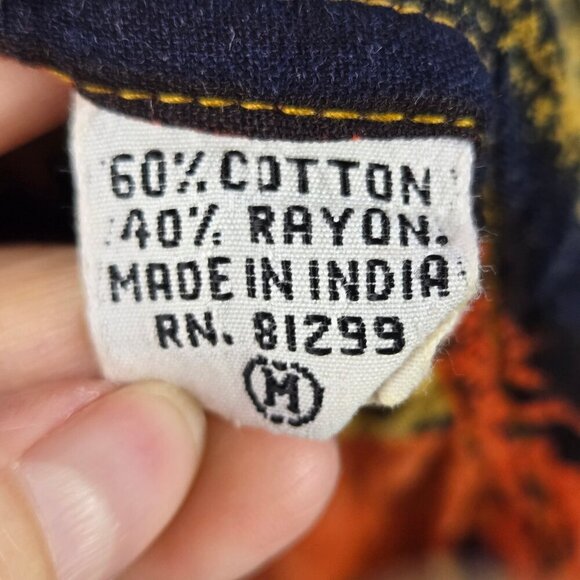 60% COTTON
40% RAYON.
MADE IN INDIA
RN. 81299
M